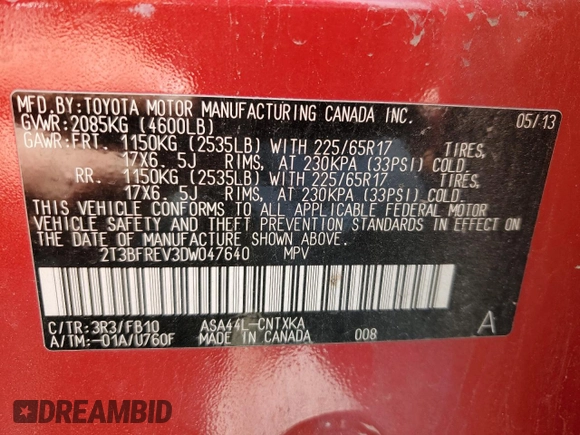 MFD.BY:TOYOTA MOTOR MANUFACTURING CANADA INC.
GVWR:2085KG (4600LB) 05/13
GAWR:FRT. 1150KG (2535LB) WITH 225/65R17 TIRES,
17X6. 5J RIMS, AT 230KPA (33PSI) COLD.
RR. 1150KG (2535LB) WITH 225/65R17 TIRES,
17X6. 5J RIMS, AT 230KPA (33PSI) COLD.
THIS VEHICLE CONFORMS TO ALL APPLICABLE FEDERAL MOTOR
VEHICLE SAFETY AND THEFT PREVENTION STANDARDS IN EFFECT ON
THE DATE OF MANUFACTURE SHOWN ABOVE.
2T3BFREV3DW047640 MPV
C/TR:3R3/FB10 ASA44L-CNTXKA A
A/TM:-01A/U760F MADE IN CANADA 008
DREAMBID